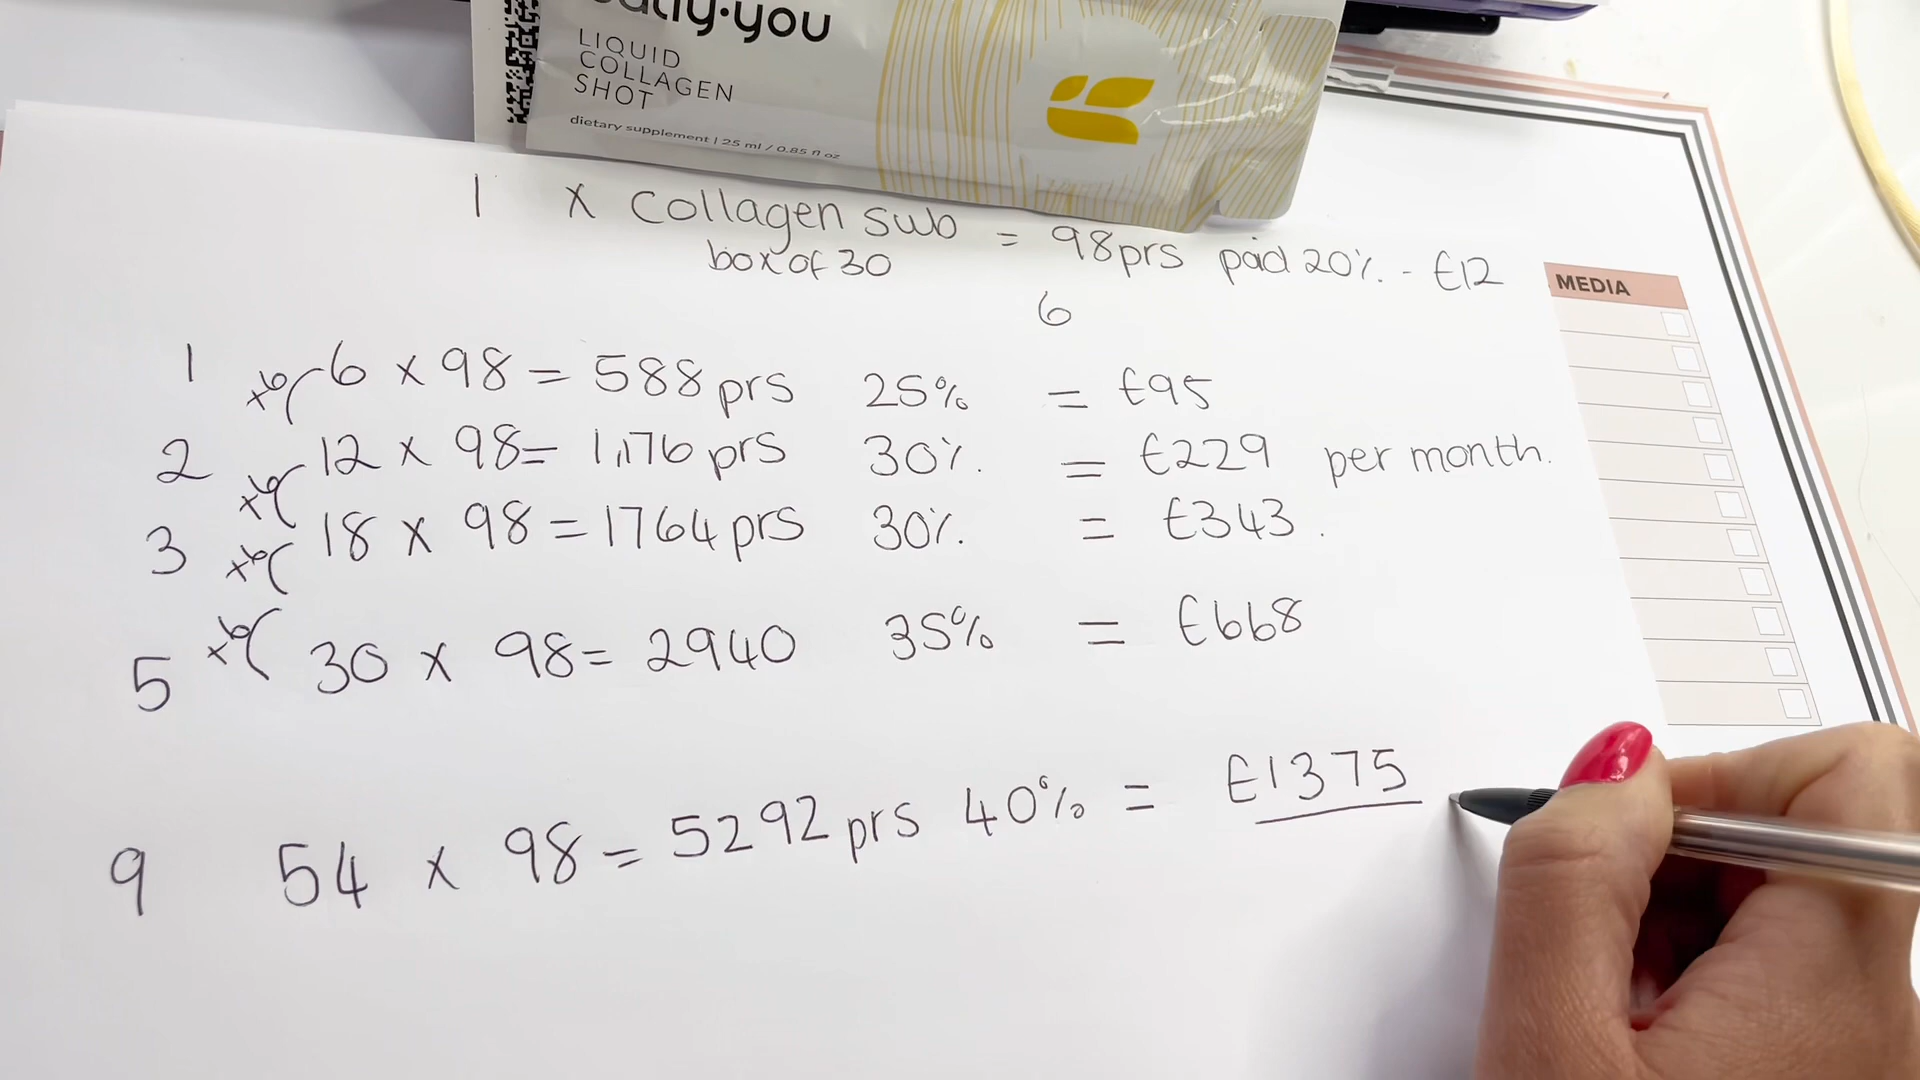 ·you
LIQUID
COLLAGEN
SHOT
dietary supplement | 25 ml / 0.85 fl oz
1 x Collagen sub = 98prs paid 20% - £12
box of 30
6
MEDIA
1 x6 6 x 98 = 588 prs 25% = £95
2 x6 12 x 98 = 1,176 prs 30% = £229 per month.
3 x6 18 x 98 = 1764 prs 30% = £343.
5 x6 30 x 98 = 2940 35% = £668
9 54 x 98 = 5292 prs 40% = £1375